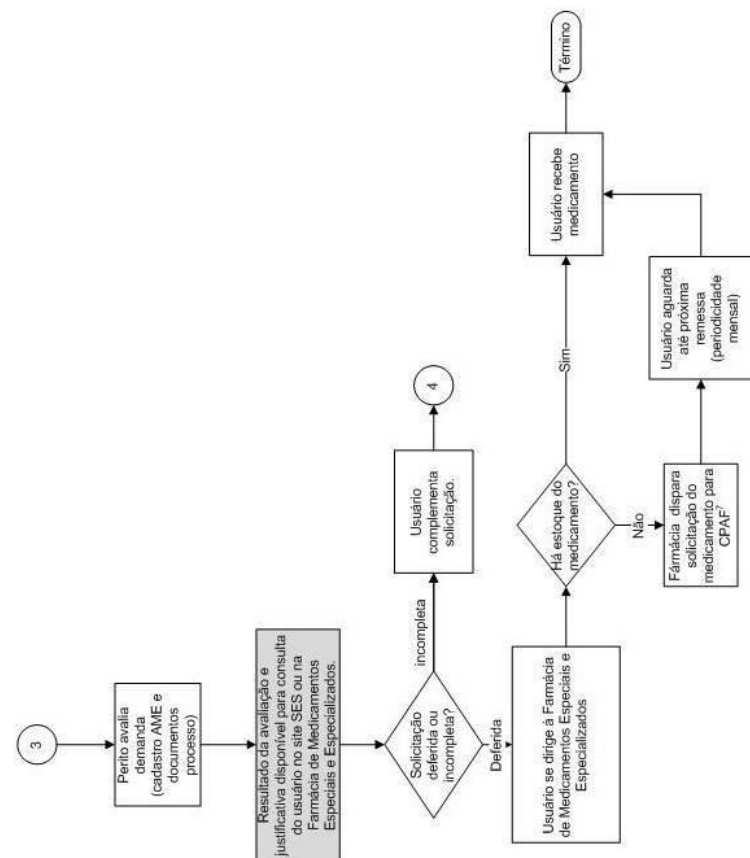 3
Perito avalia
demanda
(cadastro AME e
documentos
processo)
Resultado da avaliação e
justificativa disponível para consulta
do usuário no site SES ou na
Farmácia de Medicamentos
Especiais e Especializados.
Solicitação
deferida ou
incompleta?
incompleta
Usuário
complementa
solicitação.
4
Deferida
Usuário se dirige à Farmácia
de Medicamentos Especiais e
Especializados
Há estoque do
medicamento?
Sim
Não
Fármácia dispara
solicitação do
medicamento para
CPAF7
Usuário aguarda
até próxima
remessa
(periodicidade
mensal)
Usuário recebe
medicamento
Término